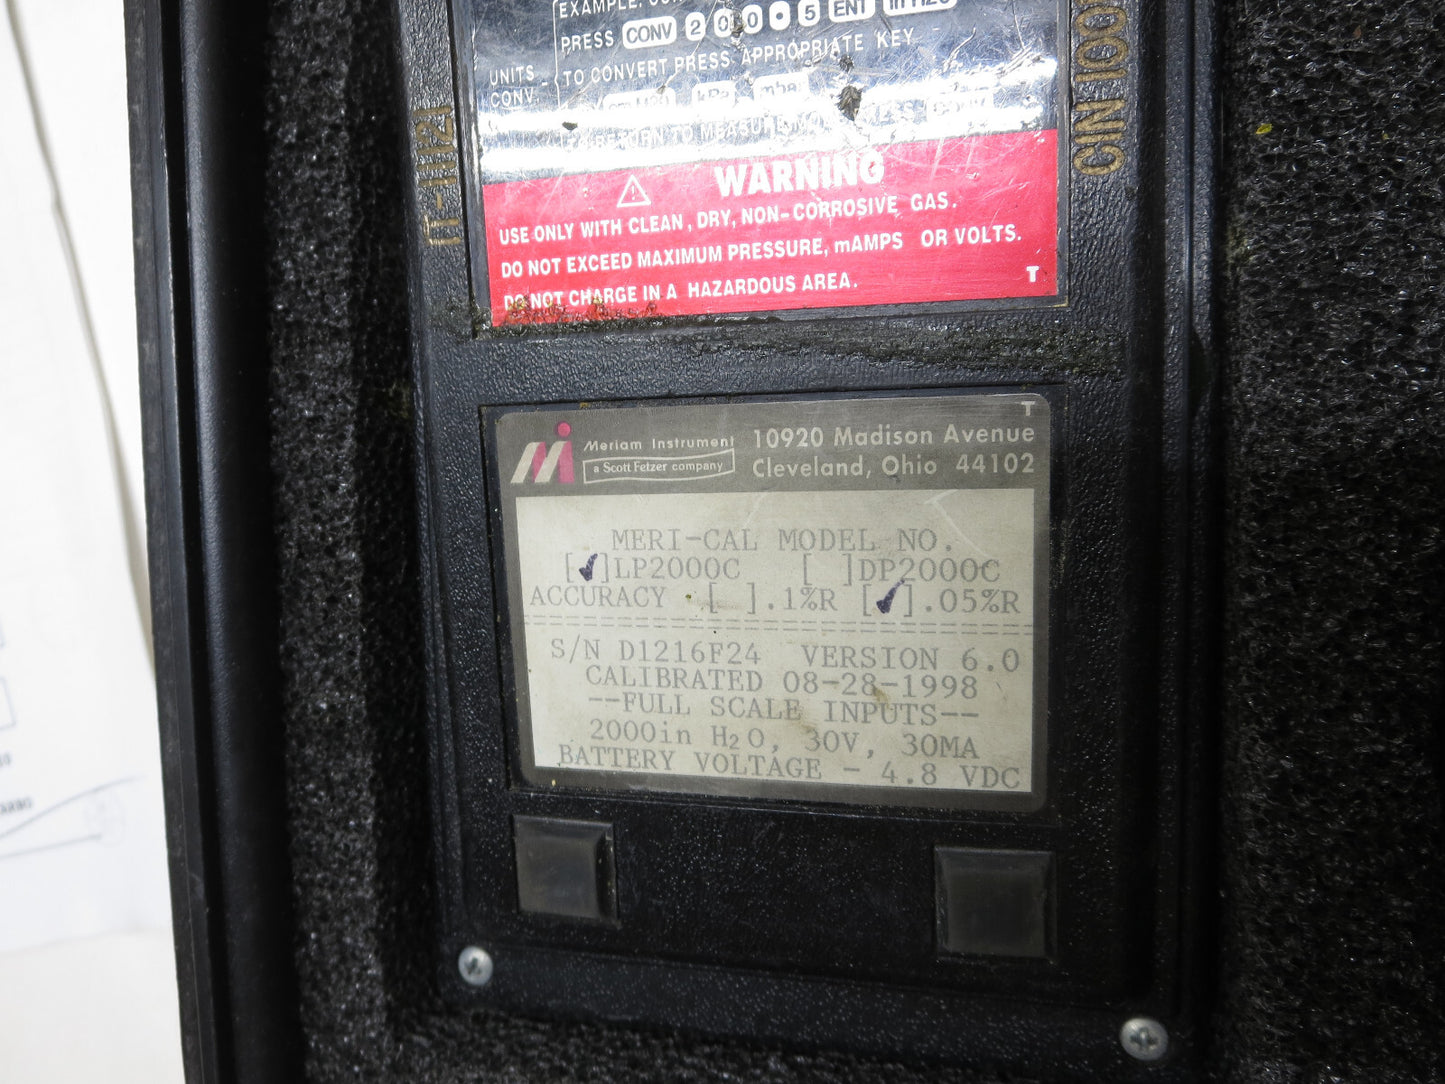 PRESS CONV 2 0 0 • 5 ENT
UNITS CONV.
TO CONVERT PRESS APPROPRIATE KEY
kPa mbar
WARNING
USE ONLY WITH CLEAN, DRY, NON-CORROSIVE GAS.
DO NOT EXCEED MAXIMUM PRESSURE, mAMPS OR VOLTS.
DO NOT CHARGE IN A HAZARDOUS AREA.
T
T
Meriam Instrument
a Scott Fetzer company
10920 Madison Avenue
Cleveland, Ohio 44102
MERI-CAL MODEL NO.
[✓]LP2000C [ ]DP2000C
ACCURACY [ ].1%R [✓].05%R
S/N D1216F24 VERSION 6.0
CALIBRATED 08-28-1998
--FULL SCALE INPUTS--
2000in H2O, 30V, 30MA
BATTERY VOLTAGE - 4.8 VDC